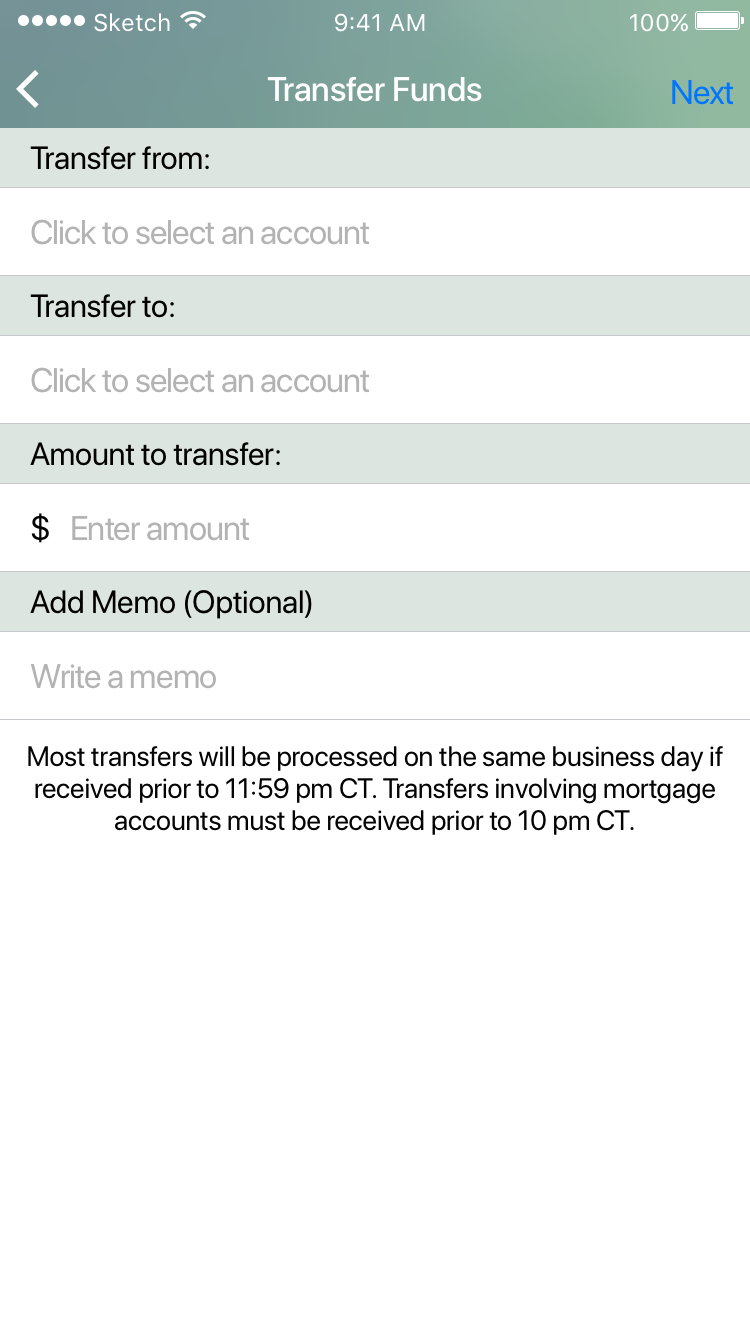 Sketch 9:41 AM 100%
Transfer Funds Next
Transfer from:
Click to select an account
Transfer to:
Click to select an account
Amount to transfer:
$ Enter amount
Add Memo (Optional)
Write a memo
Most transfers will be processed on the same business day if
received prior to 11:59 pm CT. Transfers involving mortgage
accounts must be received prior to 10 pm CT.